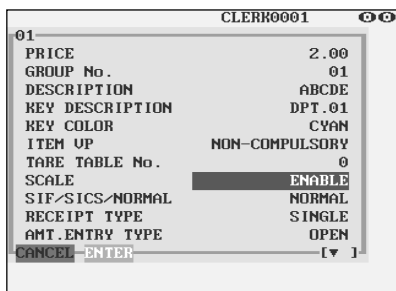 CLERK0001
01
PRICE 2.00
GROUP No. 01
DESCRIPTION ABCDE
KEY DESCRIPTION DPT.01
KEY COLOR CYAN
ITEM VP NON-COMPULSORY
TARE TABLE No. 0
SCALE ENABLE
SIF/SICS/NORMAL NORMAL
RECEIPT TYPE SINGLE
AMT.ENTRY TYPE OPEN
CANCEL ENTER [▼ ]